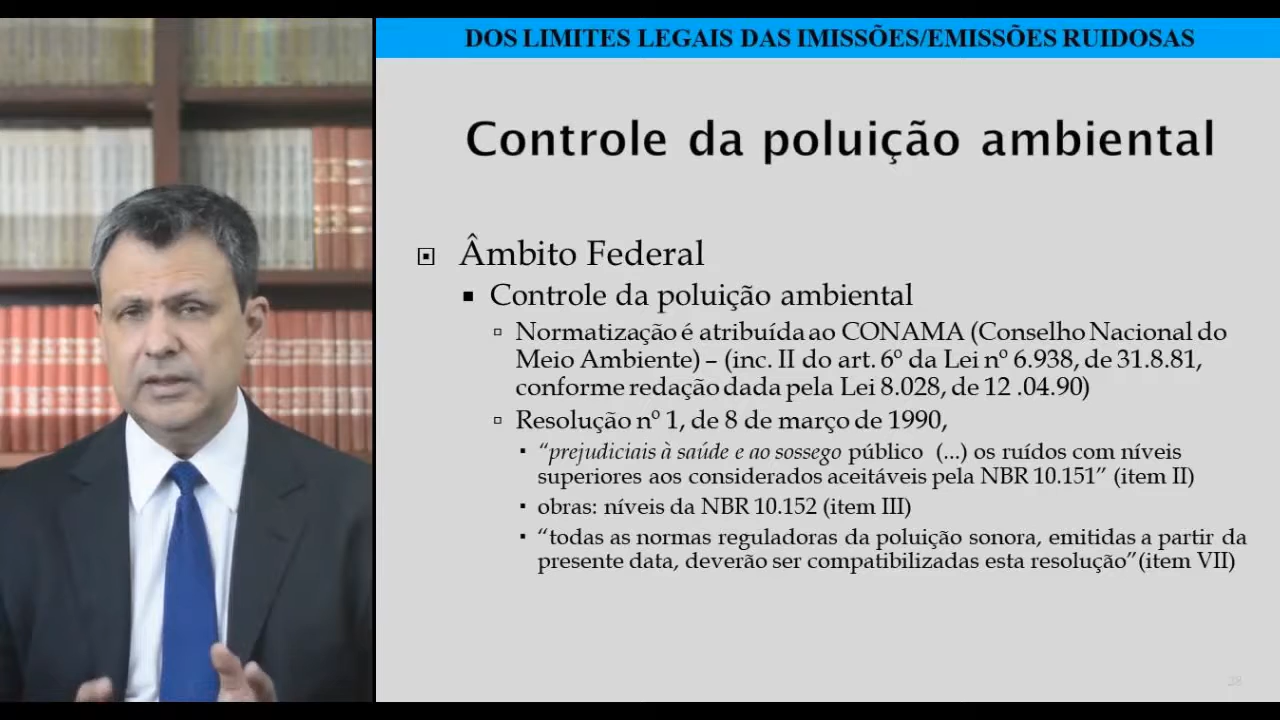 DOS LIMITES LEGAIS DAS IMISSÕES/EMISSÕES RUIDOSAS
Controle da poluição ambiental
Âmbito Federal
Controle da poluição ambiental
Normatização é atribuída ao CONAMA (Conselho Nacional do
Meio Ambiente) – (inc. II do art. 6º da Lei nº 6.938, de 31.8.81,
conforme redação dada pela Lei 8.028, de 12 .04.90)
Resolução nº 1, de 8 de março de 1990,
“prejudiciais à saúde e ao sossego público (...) os ruídos com níveis
superiores aos considerados aceitáveis pela NBR 10.151” (item II)
obras: níveis da NBR 10.152 (item III)
“todas as normas reguladoras da poluição sonora, emitidas a partir da
presente data, deverão ser compatibilizadas esta resolução”(item VII)
28